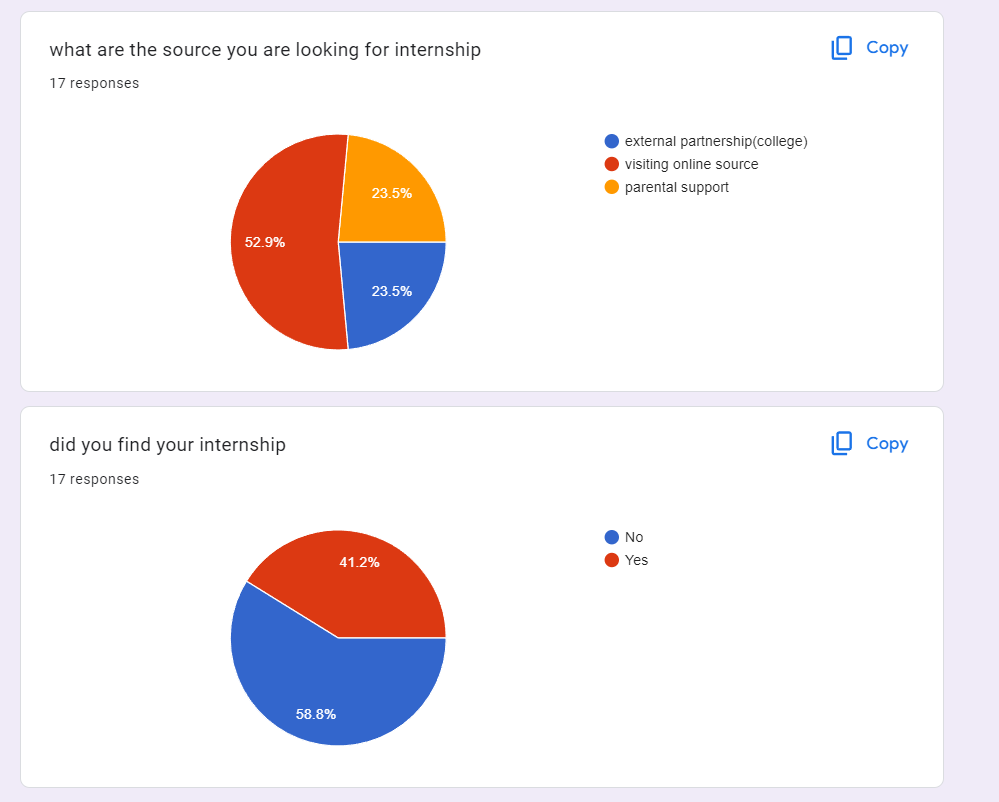 what are the source you are looking for internship
Copy
17 responses
external partnership(college)
visiting online source
parental support
23.5%
52.9%
23.5%
did you find your internship
Copy
17 responses
No
Yes
41.2%
58.8%